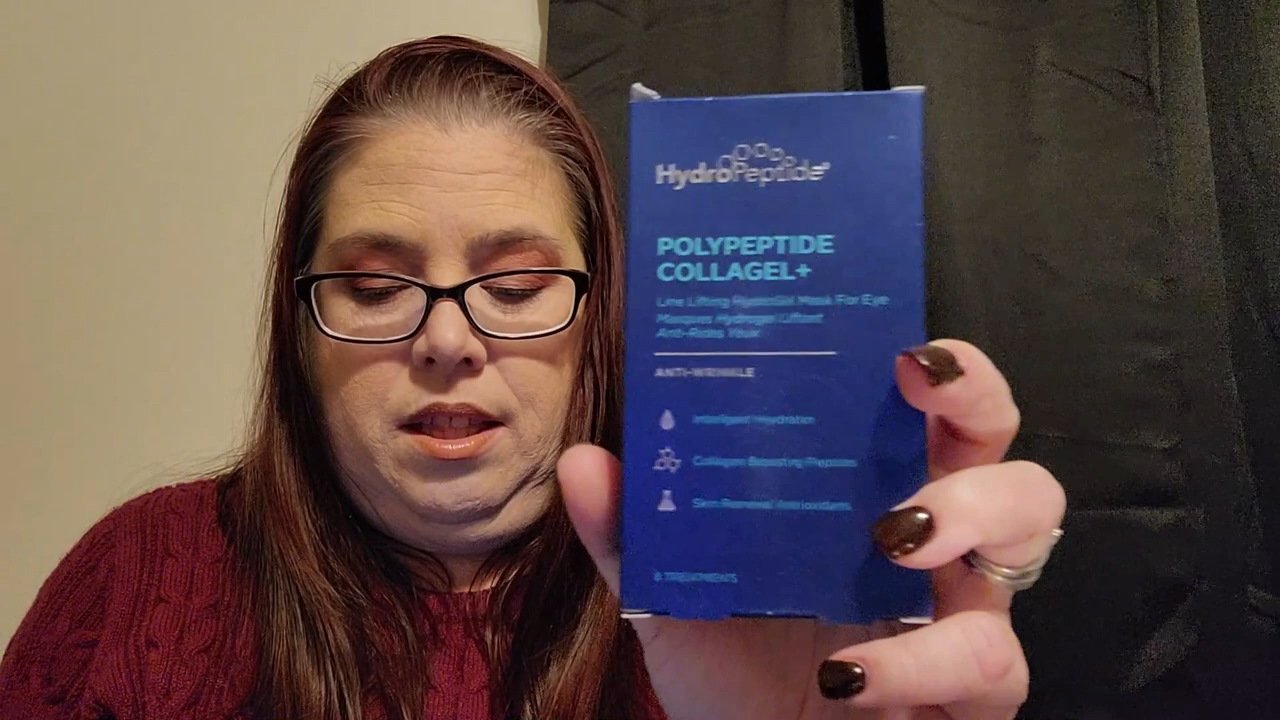 HydroPeptide®
POLYPEPTIDE
COLLAGEL+
Line Lifting HydroGel Mask For Eye
Masques Hydrogel Liftant
Anti-Rides Yeux
ANTI-WRINKLE
Intelligent Hydration
Collagen Boosting Peptides
Skin Renewal Antioxidants
8 TREATMENTS